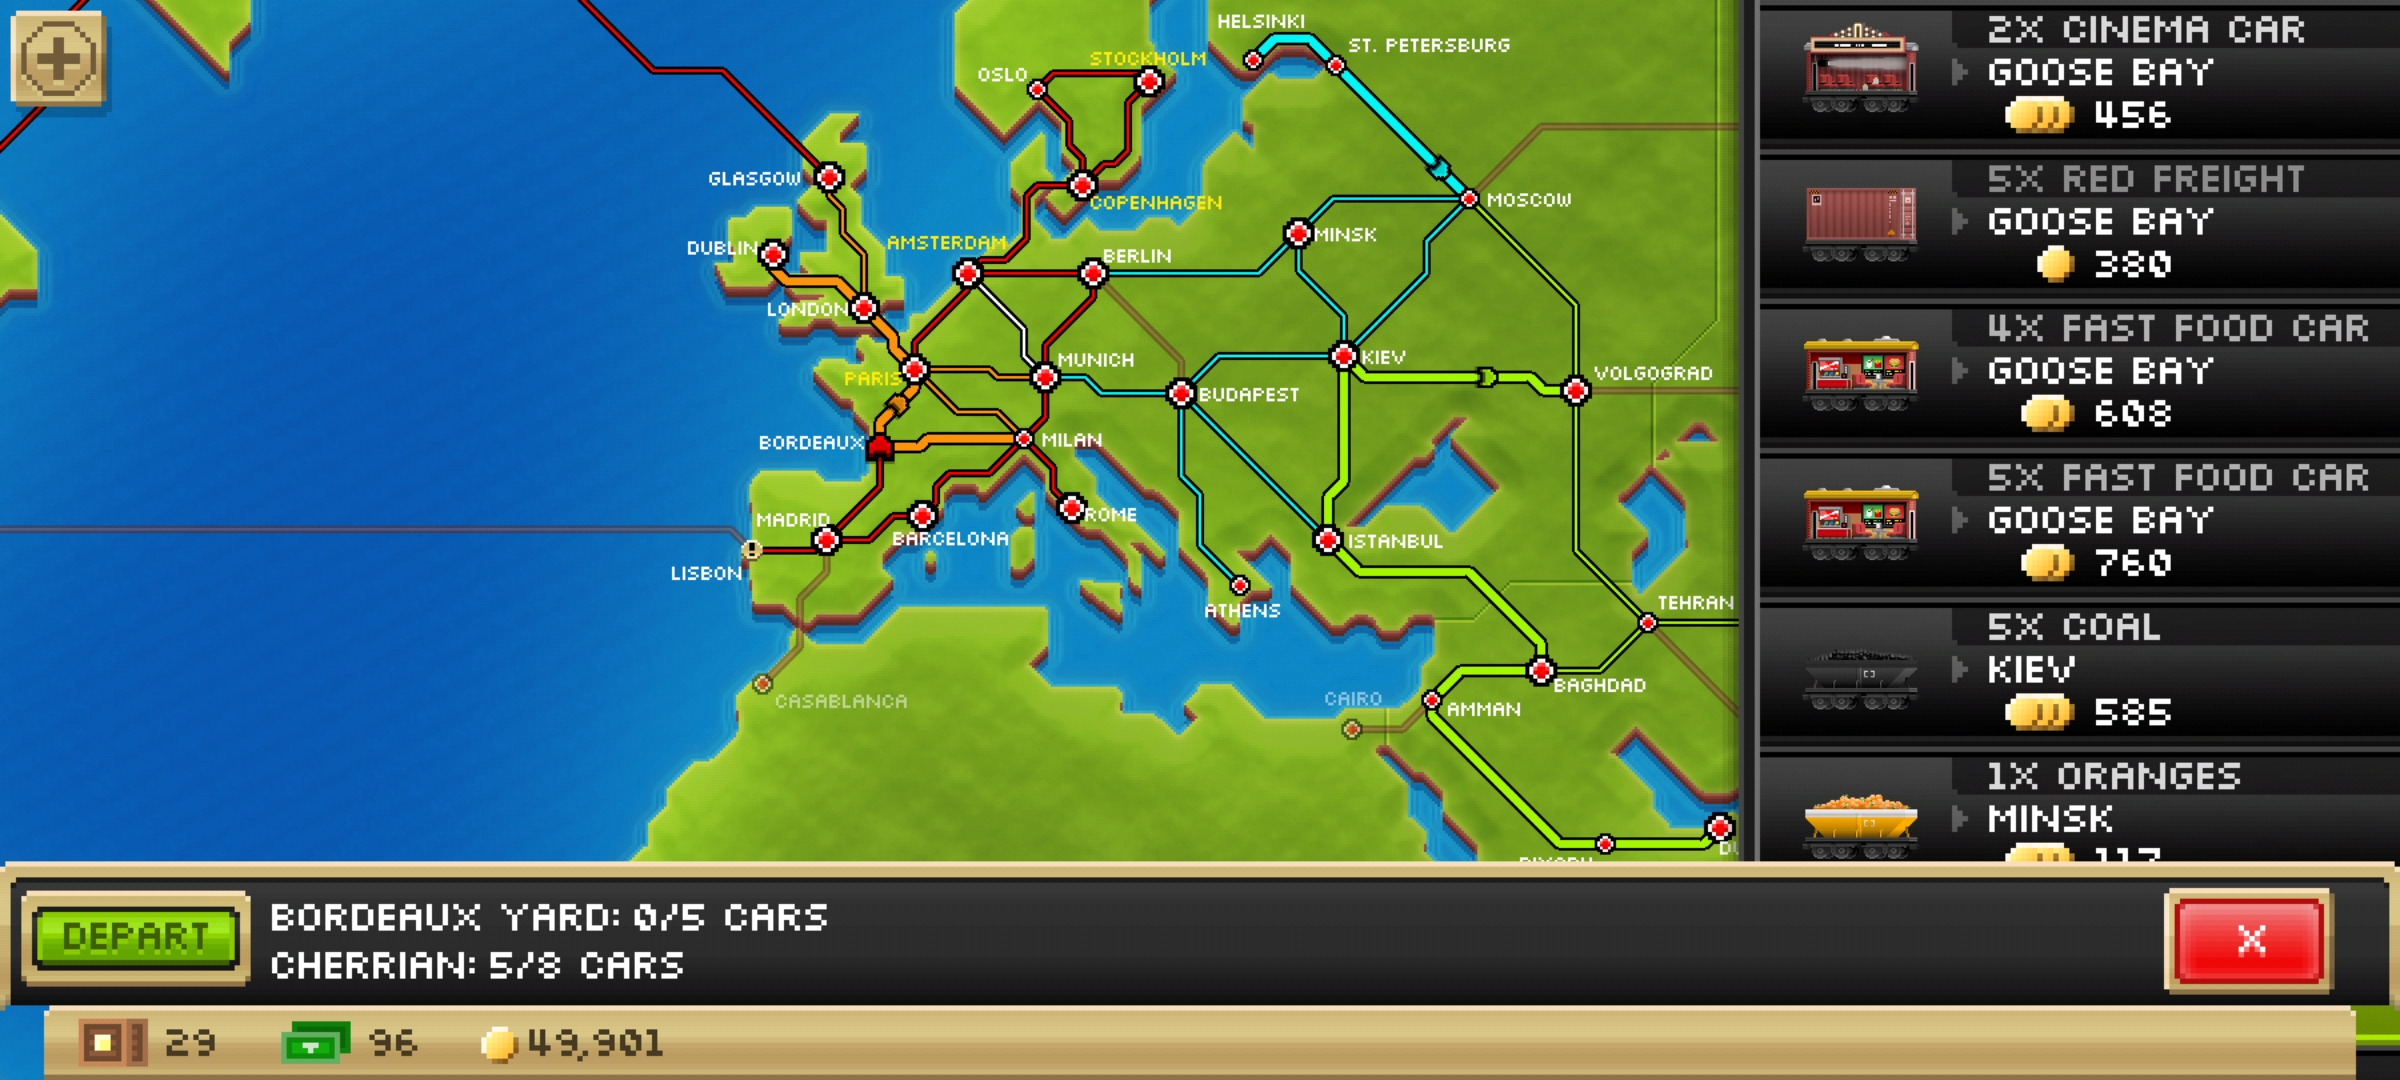 HELSINKI
ST. PETERSBURG
STOCKHOLM
OSLO
GLASGOW
COPENHAGEN
MOSCOW
MINSK
DUBLIN
AMSTERDAM
BERLIN
LONDON
MUNICH
KIEV
VOLGOGRAD
PARIS
BUDAPEST
BORDEAUX
MILAN
MADRID
ROME
BARCELONA
ISTANBUL
LISBON
ATHENS
TEHRAN
BAGHDAD
CASABLANCA
CAIRO
AMMAN
2X CINEMA CAR
GOOSE BAY
456
5X RED FREIGHT
GOOSE BAY
380
4X FAST FOOD CAR
GOOSE BAY
608
5X FAST FOOD CAR
GOOSE BAY
760
5X COAL
KIEV
585
1X ORANGES
MINSK
117
DEPART
BORDEAUX YARD: 0/5 CARS
CHERRIAN: 5/8 CARS
X
29
96
49,901